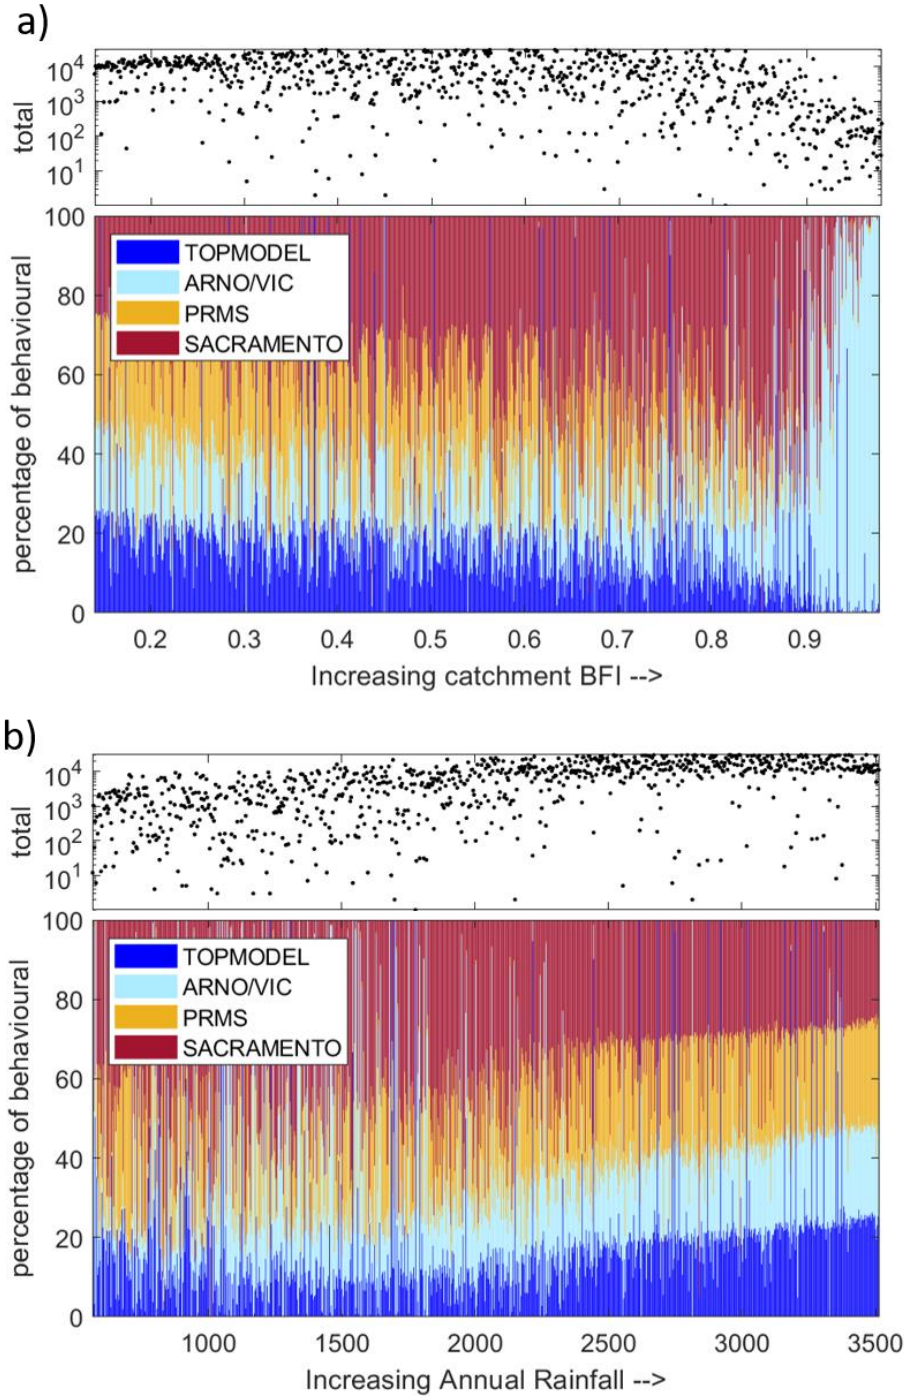 a)
total
10^4
10^3
10^2
10^1
percentage of behavioural
100
80
60
40
20
0
TOPMODEL
ARNO/VIC
PRMS
SACRAMENTO
0.2 0.3 0.4 0.5 0.6 0.7 0.8 0.9
Increasing catchment BFI -->
b)
total
10^4
10^3
10^2
10^1
percentage of behavioural
100
80
60
40
20
0
TOPMODEL
ARNO/VIC
PRMS
SACRAMENTO
1000 1500 2000 2500 3000 3500
Increasing Annual Rainfall -->